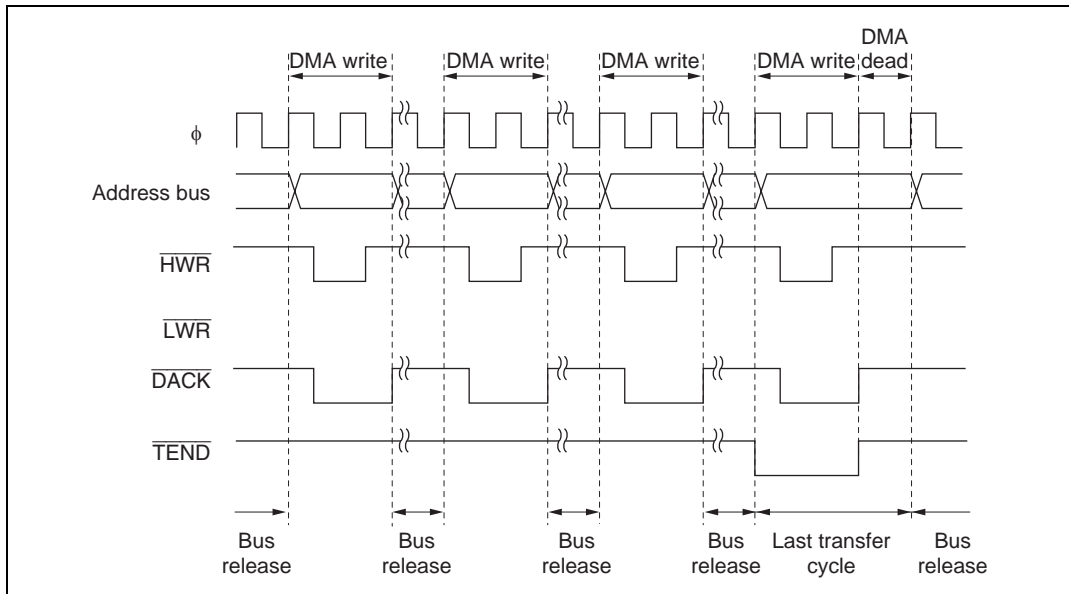 DMA
dead
DMA write
DMA write
DMA write
DMA write
ϕ
Address bus
HWR
LWR
DACK
TEND
Bus
release
Bus
release
Bus
release
Bus
release
Last transfer
cycle
Bus
release